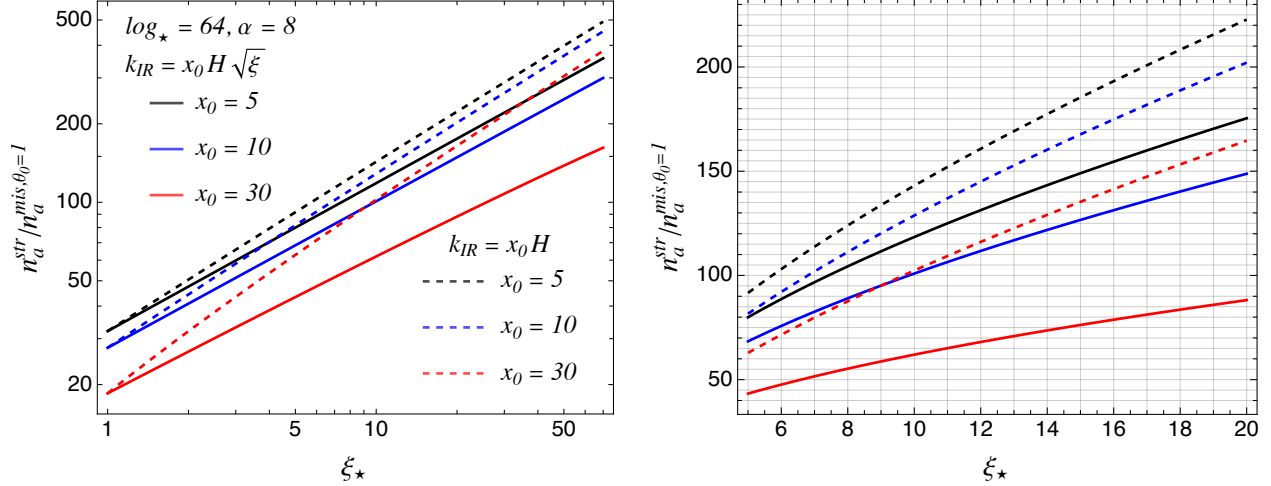 log⋆ = 64, α = 8
k_IR = x₀ H √ξ
x₀ = 5
x₀ = 10
x₀ = 30
k_IR = x₀ H
x₀ = 5
x₀ = 10
x₀ = 30
500
200
100
50
20
1 5 10 50
ξ⋆
n_a^str/n_a^mis,θ₀=1
200
150
100
50
6 8 10 12 14 16 18 20
ξ⋆
n_a^str/n_a^mis,θ₀=1